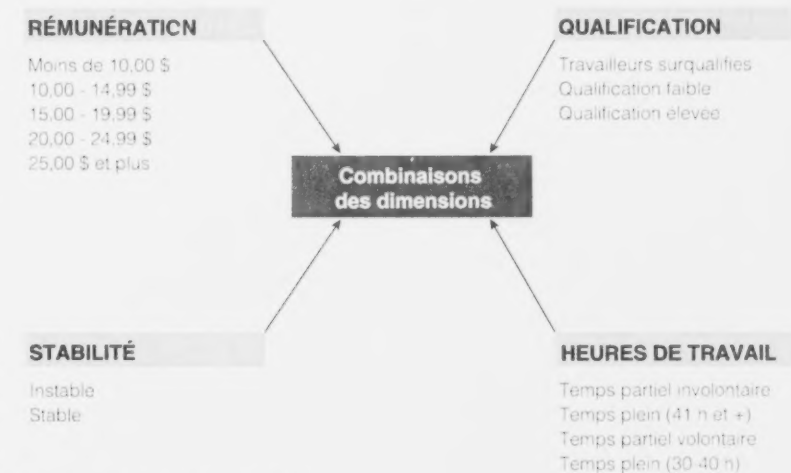 RÉMUNÉRATION
Moins de 10,00 $
10,00 - 14,99 $
15,00 - 19,99 $
20,00 - 24,99 $
25,00 $ et plus
QUALIFICATION
Travailleurs surqualifiés
Qualification faible
Qualification élevée
Combinaisons
des dimensions
STABILITÉ
Instable
Stable
HEURES DE TRAVAIL
Temps partiel involontaire
Temps plein (41 h et +)
Temps partiel volontaire
Temps plein (30-40 h)